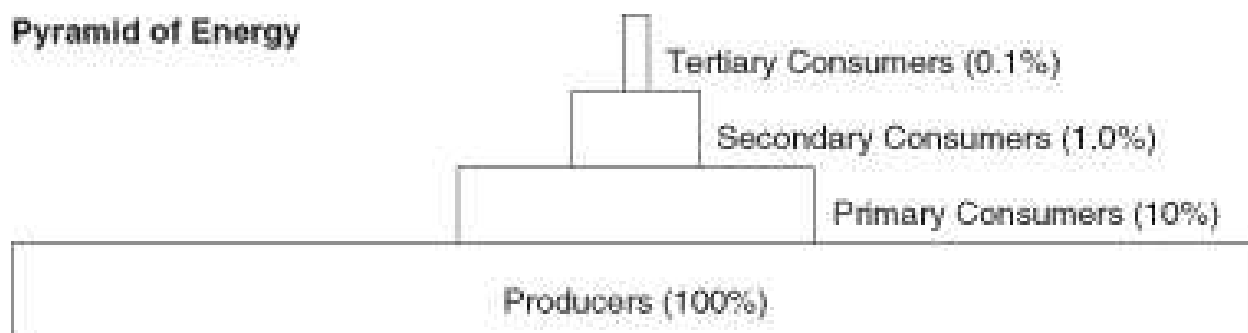 Pyramid of Energy
Tertiary Consumers (0.1%)
Secondary Consumers (1.0%)
Primary Consumers (10%)
Producers (100%)